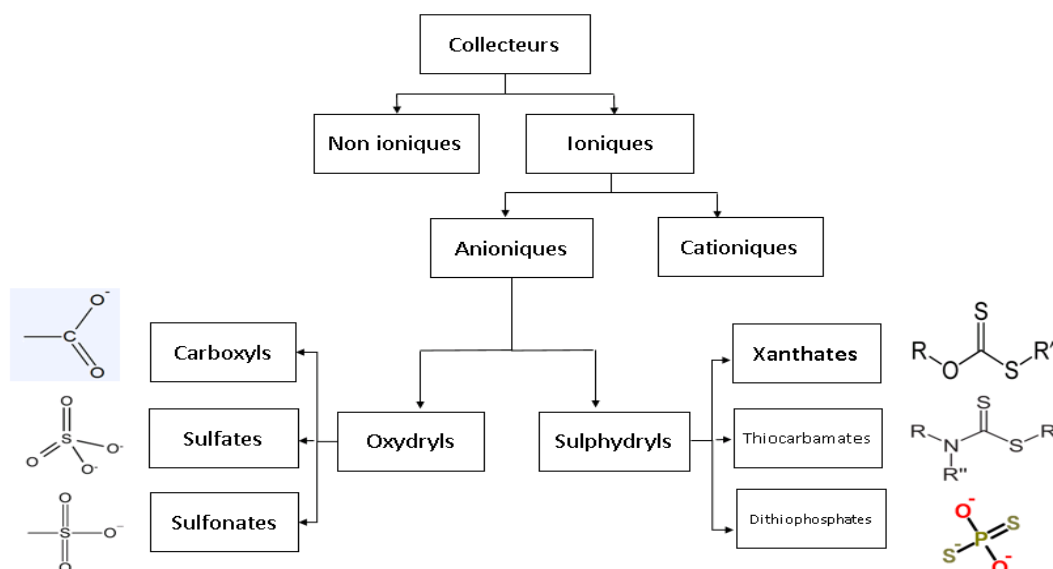 Collecteurs
Non ioniques
Ioniques
Anioniques
Cationiques
Carboxyls
Sulfates
Sulfonates
Oxydryls
Sulphydryls
Xanthates
Thiocarbamates
Dithiophosphates
O-
C
O
O
S
O
O-
O-
O
S
O-
O
S
R
O
S
R'
S
R
N
S
R
R"
O-
P
S
S-
O-